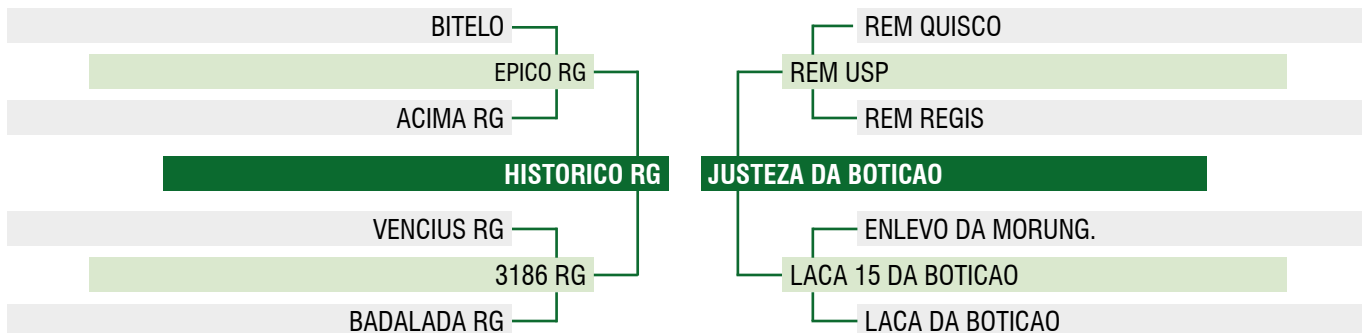 BITELO
EPICO RG
ACIMA RG
HISTORICO RG
VENCIUS RG
3186 RG
BADALADA RG
REM QUISCO
REM USP
REM REGIS
JUSTEZA DA BOTICAO
ENLEVO DA MORUNG.
LACA 15 DA BOTICAO
LACA DA BOTICAO